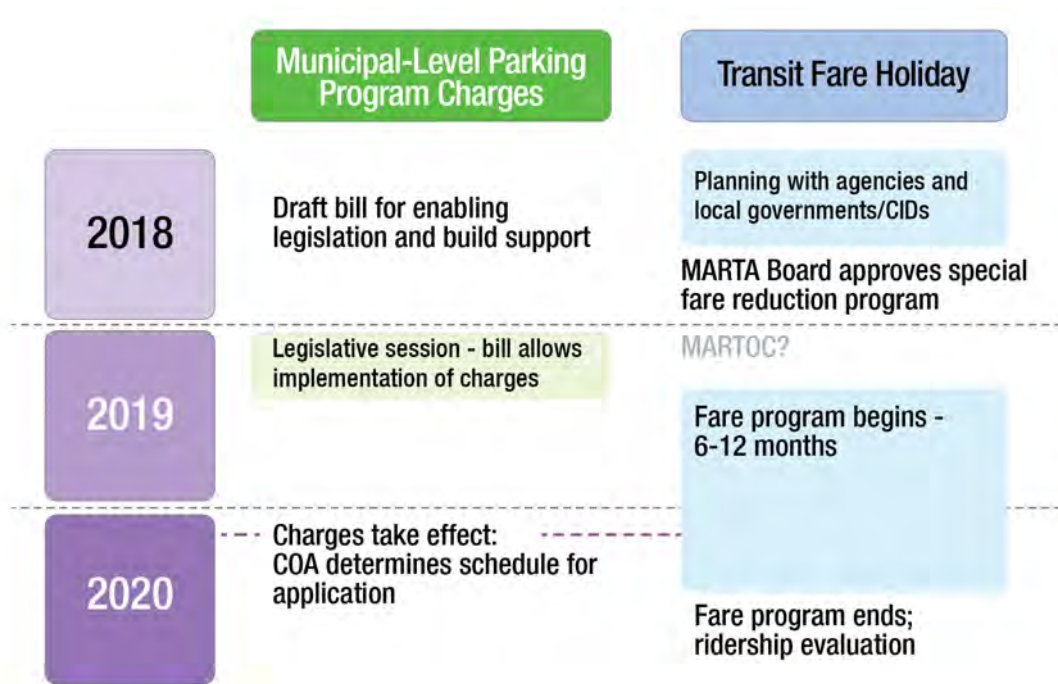 Municipal-Level Parking
Program Charges
Transit Fare Holiday
2018
Draft bill for enabling
legislation and build support
Planning with agencies and
local governments/CIDs
MARTA Board approves special
fare reduction program
2019
Legislative session - bill allows
implementation of charges
MARTOC?
Fare program begins -
6-12 months
2020
Charges take effect:
COA determines schedule for
application
Fare program ends;
ridership evaluation